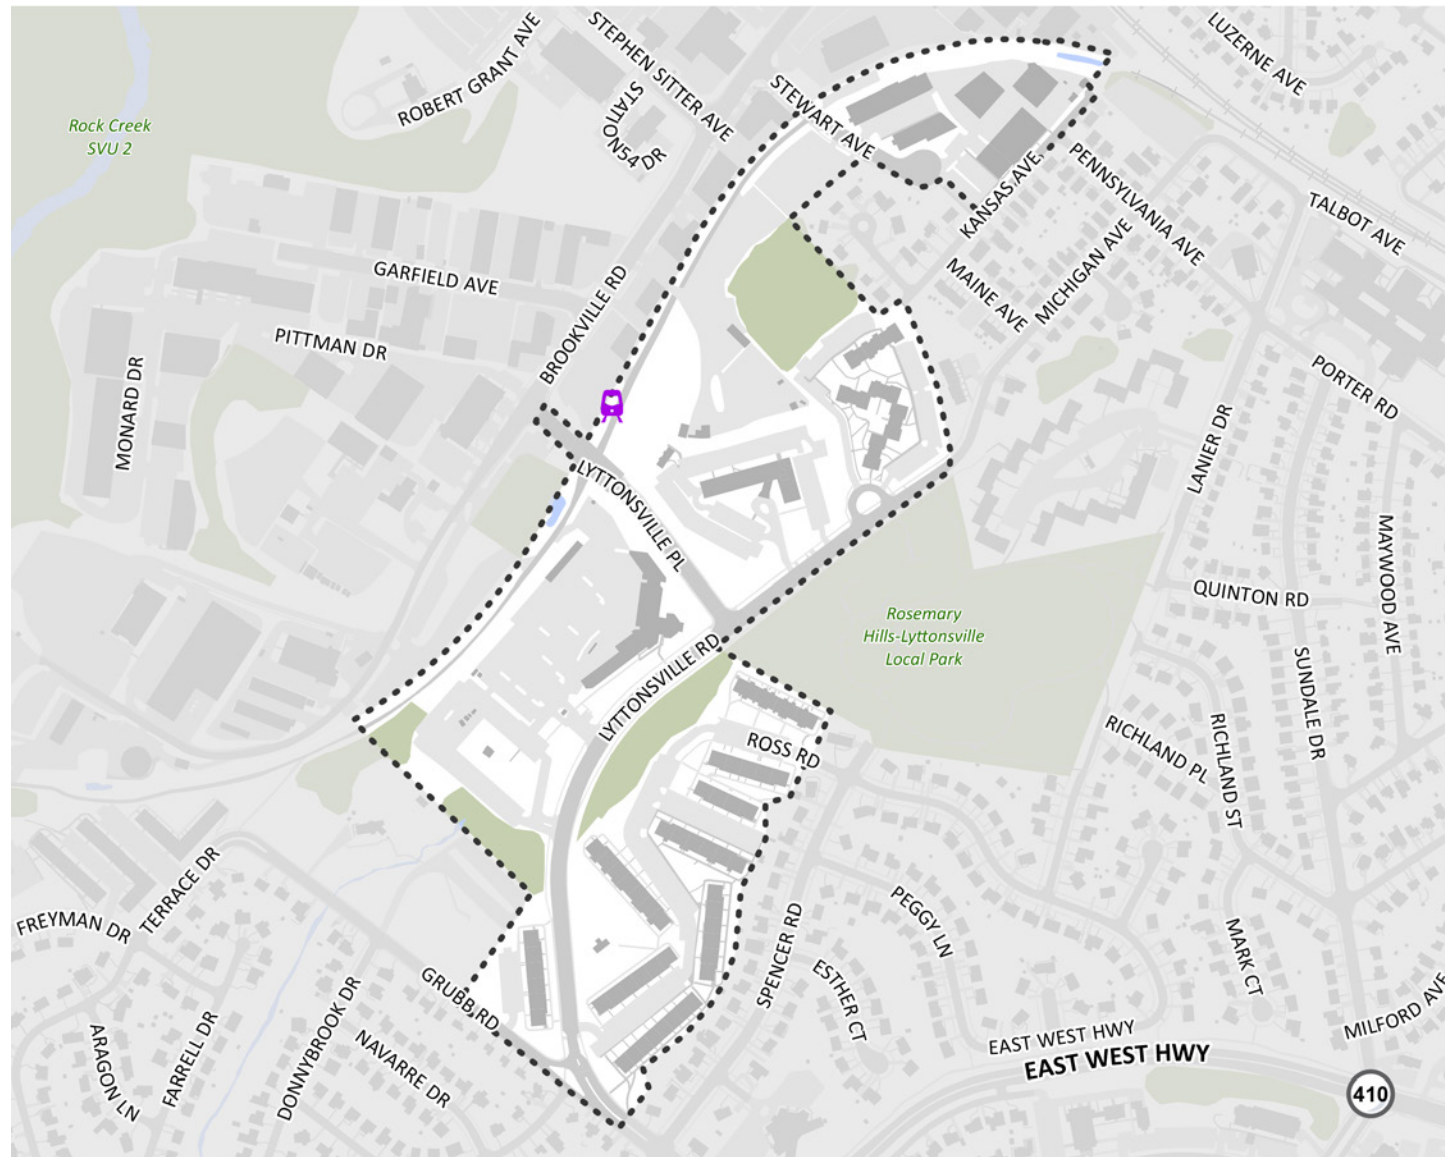 LUZERNE AVE
STEPHEN SITTER AVE
ROBERT GRANT AVE
STATION54 DR
STEWART AVE
Rock Creek
SVU 2
PENNSYLVANIA AVE
KANSAS AVE
TALBOT AVE
MICHIGAN AVE
MAINE AVE
GARFIELD AVE
BROOKVILLE RD
PITTMAN DR
MONARD DR
PORTER RD
LANIER DR
LYTTONSVILLE PL
MAYWOOD AVE
QUINTON RD
Rosemary
Hills-Lyttonsville
Local Park
LYTTONSVILLE RD
SUNDALE DR
ROSS RD
RICHLAND PL
RICHLAND ST
TERRACE DR
FREYMAN DR
PEGGY LN
SPENCER RD
MARK CT
ESTHER CT
GRUBB RD
MILFORD AVE
DONNYBROOK DR
FARRELL DR
ARAGON LN
NAVARRE DR
EAST WEST HWY
EAST WEST HWY
410